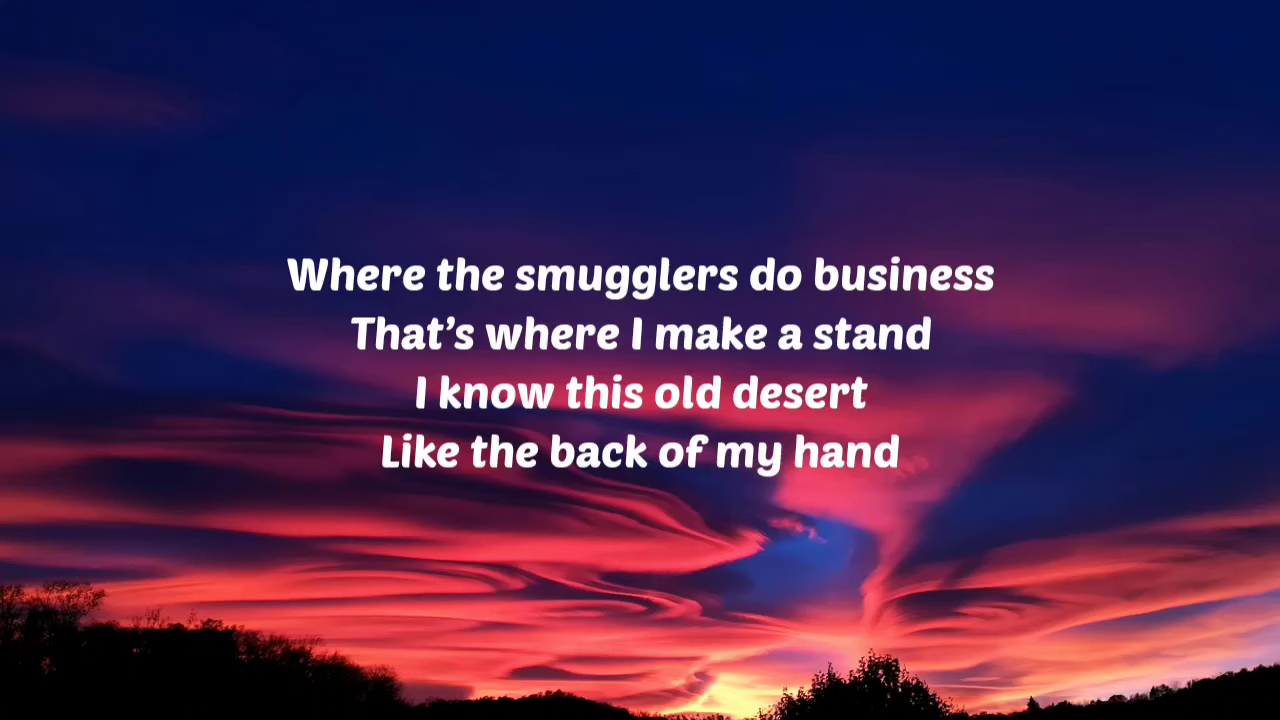 Where the smugglers do business
That’s where I make a stand
I know this old desert
Like the back of my hand